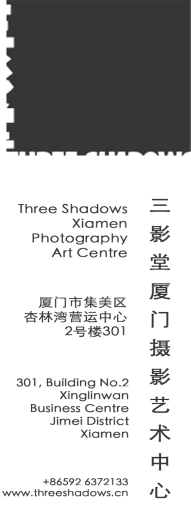 THREE SHADOWS
三影堂厦门摄影艺术中心
Three Shadows
Xiamen
Photography
Art Centre
厦门市集美区
杏林湾营运中心
2号楼301
301, Building No.2
Xinglinwan
Business Centre
Jimei District
Xiamen
+86592 6372133
www.threeshadows.cn